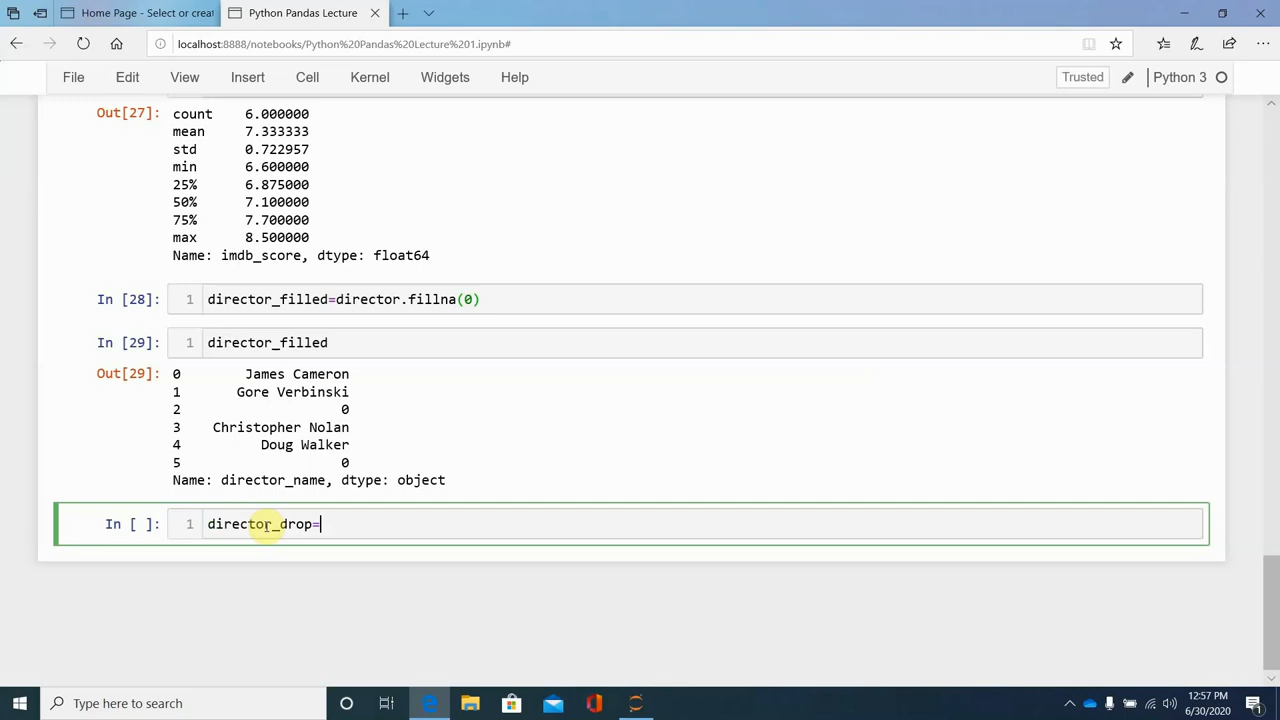 Home Page - Select or creat
Python Pandas Lecture
localhost:8888/notebooks/Python%20Pandas%20Lecture%201.ipynb#
File Edit View Insert Cell Kernel Widgets Help Trusted Python 3
Out[27]: count 6.000000
mean 7.333333
std 0.722957
min 6.600000
25% 6.875000
50% 7.100000
75% 7.700000
max 8.500000
Name: imdb_score, dtype: float64
In [28]: 1 director_filled=director.fillna(0)
In [29]: 1 director_filled
Out[29]: 0 James Cameron
1 Gore Verbinski
2 0
3 Christopher Nolan
4 Doug Walker
5 0
Name: director_name, dtype: object
In [ ]: 1 director_drop=
Type here to search
12:57 PM
6/30/2020
1